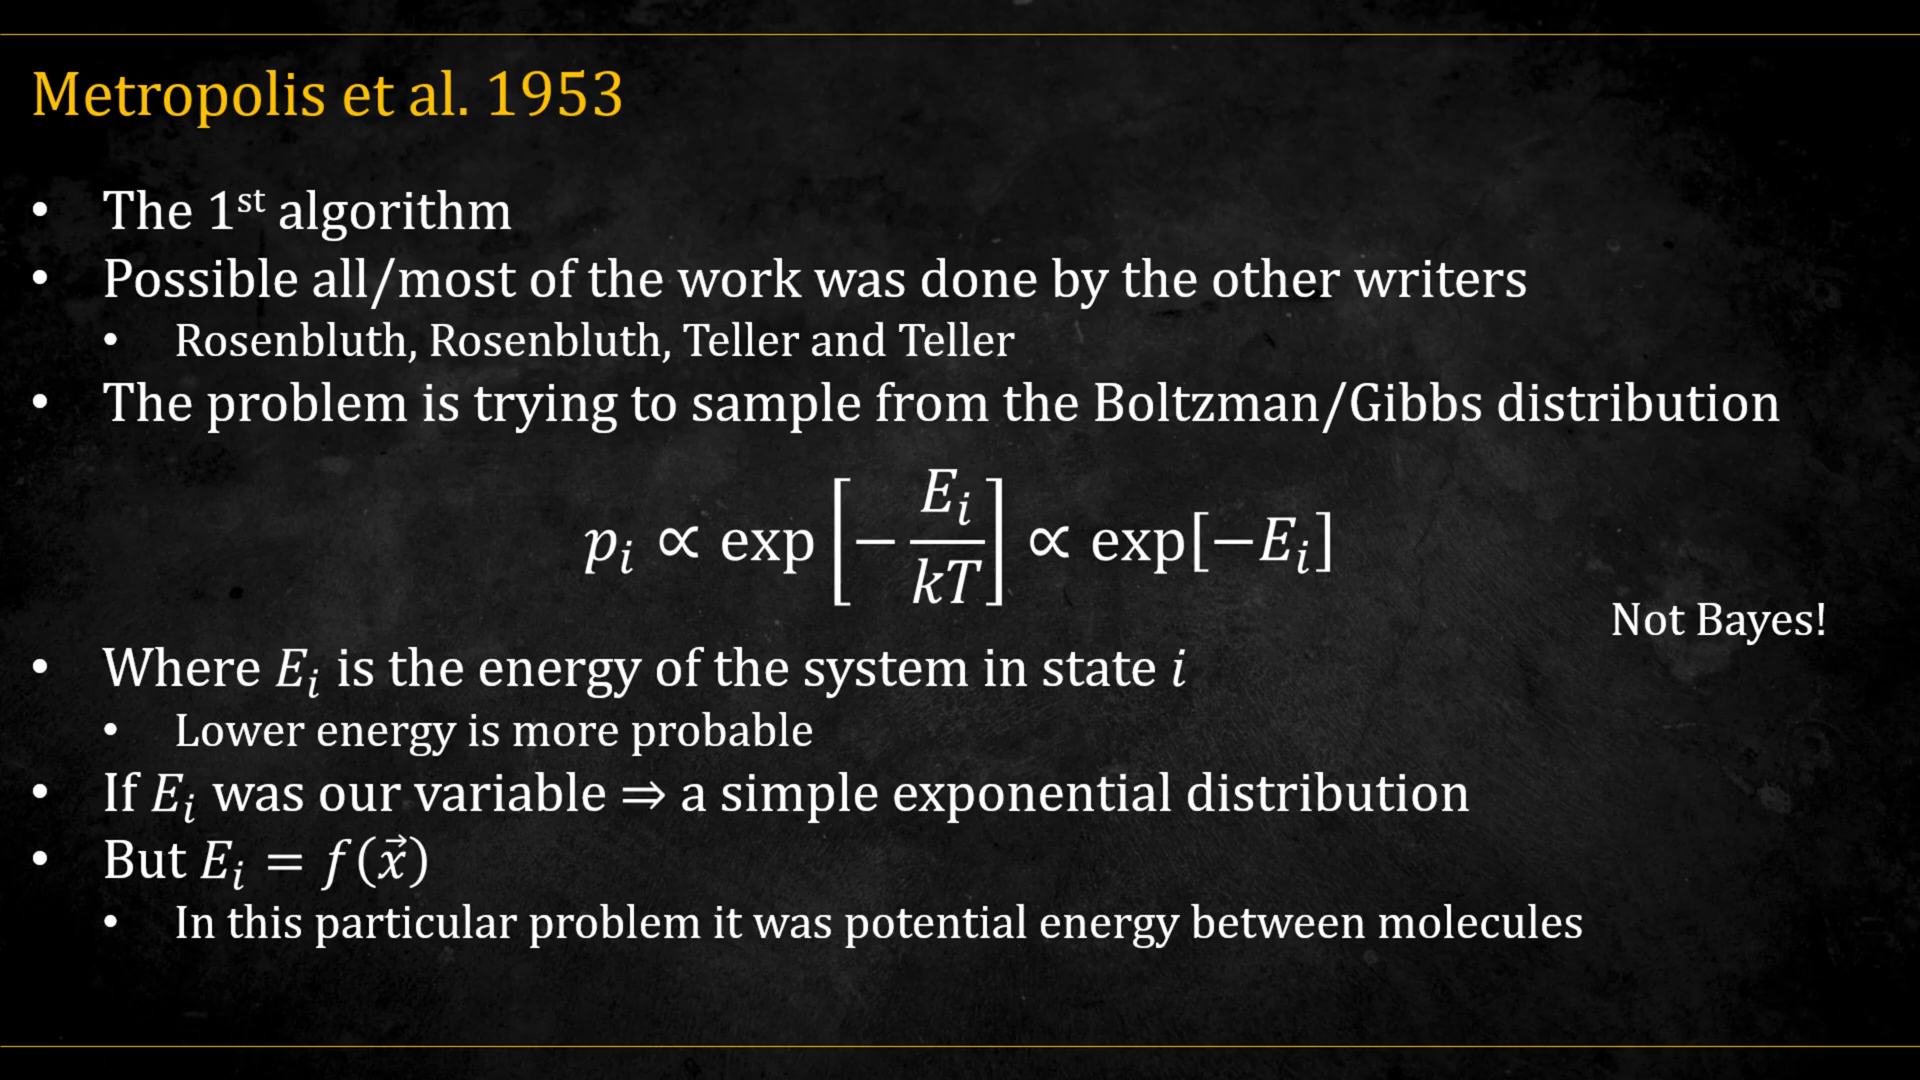 Metropolis et al. 1953
• The 1st algorithm
• Possible all/most of the work was done by the other writers
• Rosenbluth, Rosenbluth, Teller and Teller
• The problem is trying to sample from the Boltzman/Gibbs distribution
p_i ∝ exp[−E_i/kT] ∝ exp[−E_i]
Not Bayes!
• Where E_i is the energy of the system in state i
• Lower energy is more probable
• If E_i was our variable ⇒ a simple exponential distribution
• But E_i = f(x⃗)
• In this particular problem it was potential energy between molecules